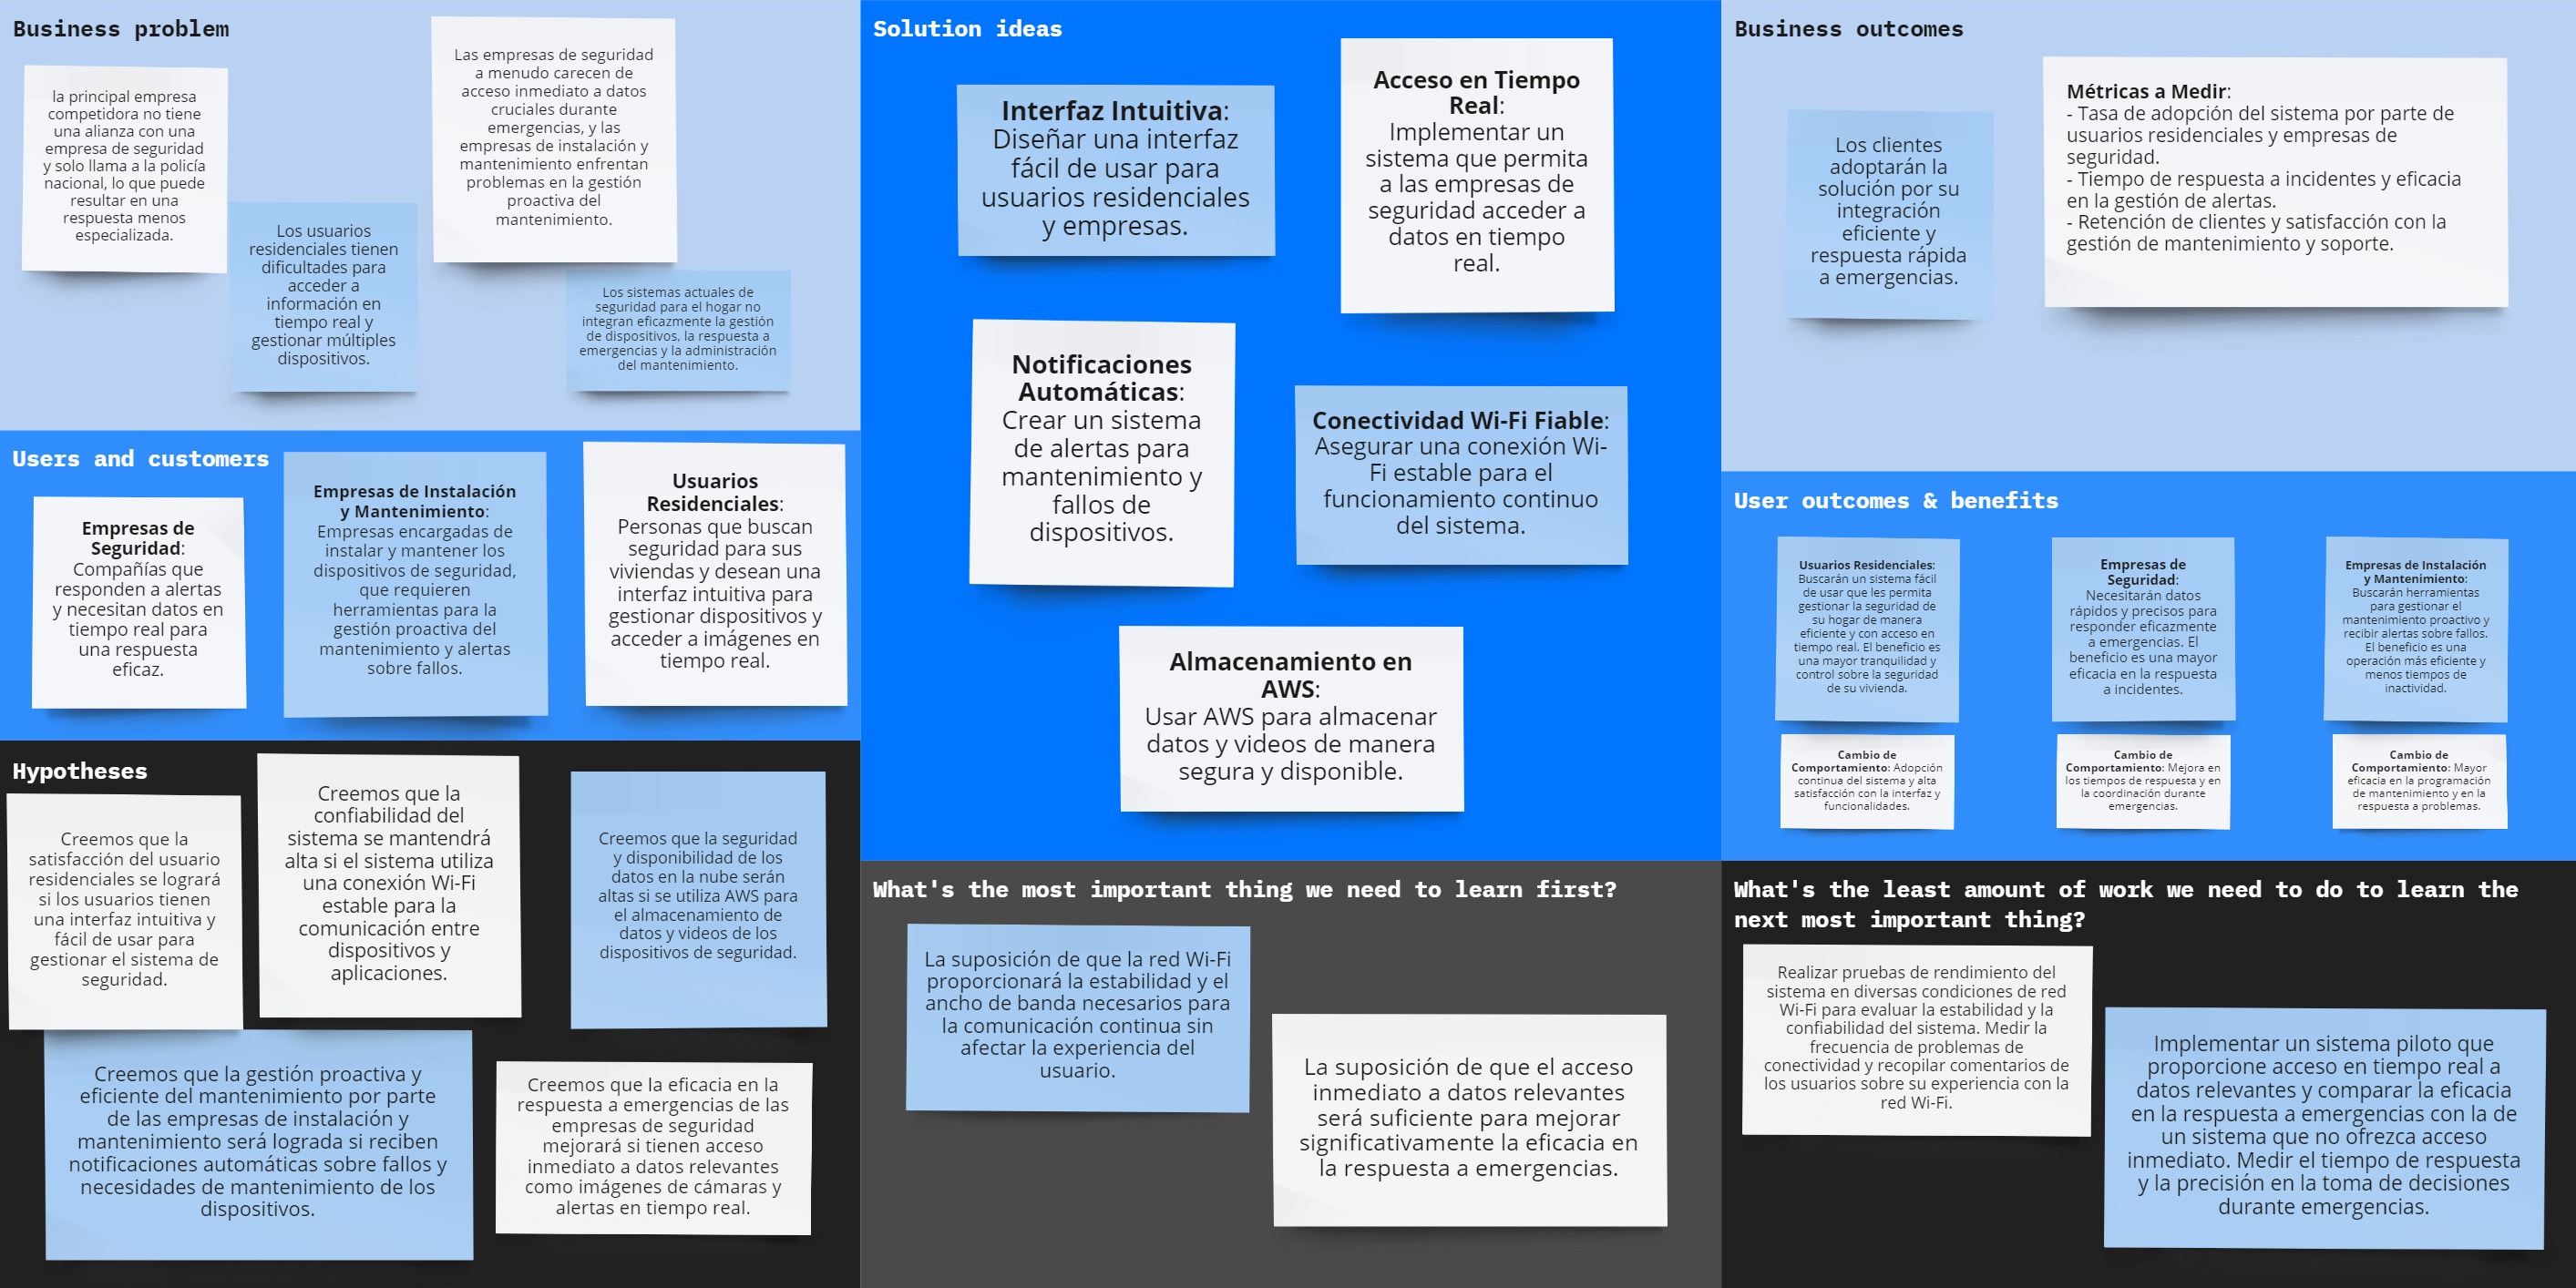 Business problem
la principal empresa
competidora no tiene
una alianza con una
empresa de seguridad
y solo llama a la policía
nacional, lo que puede
resultar en una
respuesta menos
especializada.
Los usuarios
residenciales tienen
dificultades para
acceder a
información en
tiempo real y
gestionar múltiples
dispositivos.
Las empresas de seguridad
a menudo carecen de
acceso inmediato a datos
cruciales durante
emergencias, y las
empresas de instalación y
mantenimiento enfrentan
problemas en la gestión
proactiva del
mantenimiento.
Los sistemas actuales de
seguridad para el hogar no
integran eficazmente la gestión
de dispositivos, la respuesta a
emergencias y la administración
del mantenimiento.
Users and customers
Empresas de
Seguridad:
Compañías que
responden a alertas
y necesitan datos en
tiempo real para
una respuesta
eficaz.
Empresas de Instalación
y Mantenimiento:
Empresas encargadas de
instalar y mantener los
dispositivos de seguridad,
que requieren
herramientas para la
gestión proactiva del
mantenimiento y alertas
sobre fallos.
Usuarios
Residenciales:
Personas que buscan
seguridad para sus
viviendas y desean una
interfaz intuitiva para
gestionar dispositivos y
acceder a imágenes en
tiempo real.
Hypotheses
Creemos que la
satisfacción del usuario
residenciales se logrará
si los usuarios tienen
una interfaz intuitiva y
fácil de usar para
gestionar el sistema de
seguridad.
Creemos que la
confiabilidad del
sistema se mantendrá
alta si el sistema utiliza
una conexión Wi-Fi
estable para la
comunicación entre
dispositivos y
aplicaciones.
Creemos que la seguridad
y disponibilidad de los
datos en la nube serán
altas si se utiliza AWS para
el almacenamiento de
datos y videos de los
dispositivos de seguridad.
Creemos que la gestión proactiva y
eficiente del mantenimiento por parte
de las empresas de instalación y
mantenimiento será lograda si reciben
notificaciones automáticas sobre fallos y
necesidades de mantenimiento de los
dispositivos.
Creemos que la eficacia en la
respuesta a emergencias de las
empresas de seguridad
mejorará si tienen acceso
inmediato a datos relevantes
como imágenes de cámaras y
alertas en tiempo real.
Solution ideas
Interfaz Intuitiva:
Diseñar una interfaz
fácil de usar para
usuarios residenciales
y empresas.
Acceso en Tiempo
Real:
Implementar un
sistema que permita
a las empresas de
seguridad acceder a
datos en tiempo
real.
Notificaciones
Automáticas:
Crear un sistema
de alertas para
mantenimiento y
fallos de
dispositivos.
Conectividad Wi-Fi Fiable:
Asegurar una conexión Wi-
Fi estable para el
funcionamiento continuo
del sistema.
Almacenamiento en
AWS:
Usar AWS para almacenar
datos y videos de manera
segura y disponible.
What's the most important thing we need to learn first?
La suposición de que la red Wi-Fi
proporcionará la estabilidad y el
ancho de banda necesarios para
la comunicación continua sin
afectar la experiencia del
usuario.
La suposición de que el acceso
inmediato a datos relevantes
será suficiente para mejorar
significativamente la eficacia en
la respuesta a emergencias.
Business outcomes
Los clientes
adoptarán la
solución por su
integración
eficiente y
respuesta rápida
a emergencias.
Métricas a Medir:
- Tasa de adopción del sistema por parte de
usuarios residenciales y empresas de
seguridad.
- Tiempo de respuesta a incidentes y eficacia
en la gestión de alertas.
- Retención de clientes y satisfacción con la
gestión de mantenimiento y soporte.
User outcomes & benefits
Usuarios Residenciales:
Buscarán un sistema fácil
de usar que les permita
gestionar la seguridad de
su hogar de manera
eficiente y con acceso en
tiempo real. El beneficio es
una mayor tranquilidad y
control sobre la seguridad
de su vivienda.
Empresas de
Seguridad:
Necesitarán datos
rápidos y precisos para
responder eficazmente
a emergencias. El
beneficio es una mayor
eficacia en la respuesta
a incidentes.
Empresas de Instalación
y Mantenimiento:
Buscarán herramientas
para gestionar el
mantenimiento proactivo y
recibir alertas sobre fallos.
El beneficio es una
operación más eficiente y
menos tiempos de
inactividad.
Cambio de
Comportamiento: Adopción
continua del sistema y alta
satisfacción con la interfaz y
funcionalidades.
Cambio de
Comportamiento: Mejora en
los tiempos de respuesta y en
la coordinación durante
emergencias.
Cambio de
Comportamiento: Mayor
eficacia en la programación
de mantenimiento y en la
respuesta a problemas.
What's the least amount of work we need to do to learn the
next most important thing?
Realizar pruebas de rendimiento del
sistema en diversas condiciones de red
Wi-Fi para evaluar la estabilidad y la
confiabilidad del sistema. Medir la
frecuencia de problemas de
conectividad y recopilar comentarios de
los usuarios sobre su experiencia con la
red Wi-Fi.
Implementar un sistema piloto que
proporcione acceso en tiempo real a
datos relevantes y comparar la eficacia
en la respuesta a emergencias con la de
un sistema que no ofrezca acceso
inmediato. Medir el tiempo de respuesta
y la precisión en la toma de decisiones
durante emergencias.